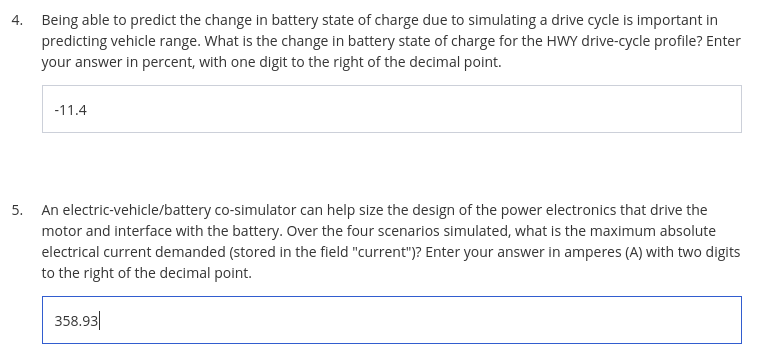 4. Being able to predict the change in battery state of charge due to simulating a drive cycle is important in
predicting vehicle range. What is the change in battery state of charge for the HWY drive-cycle profile? Enter
your answer in percent, with one digit to the right of the decimal point.
-11.4
5. An electric-vehicle/battery co-simulator can help size the design of the power electronics that drive the
motor and interface with the battery. Over the four scenarios simulated, what is the maximum absolute
electrical current demanded (stored in the field "current")? Enter your answer in amperes (A) with two digits
to the right of the decimal point.
358.93